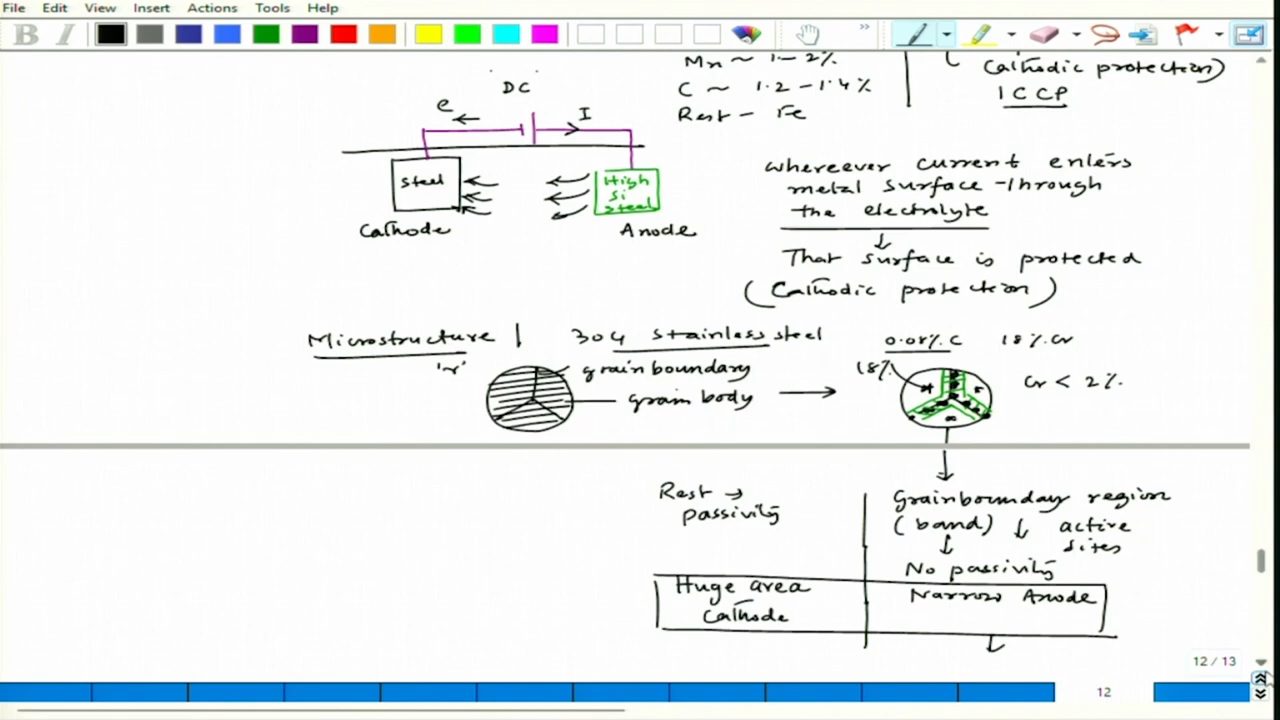 File Edit View Insert Actions Tools Help
B I
Mn ~ 1-2%
C ~ 1.2-1.4%
Rest - Fe
Cathodic protection)
ICCP
DC
e
I
Steel
High
Si
Steel
Cathode
Anode
Whereever current enters
metal surface through
the electrolyte
That surface is protected
(Cathodic protection)
Microstructure
304 stainless steel
0.08% C 18% Cr
grain boundary
grain body
18%
Cr < 2%
Rest →
passivity
Grainboundary region
(band) ↓ active
sites
No passivity
Huge area
Cathode
Narrow Anode
12 / 13
12